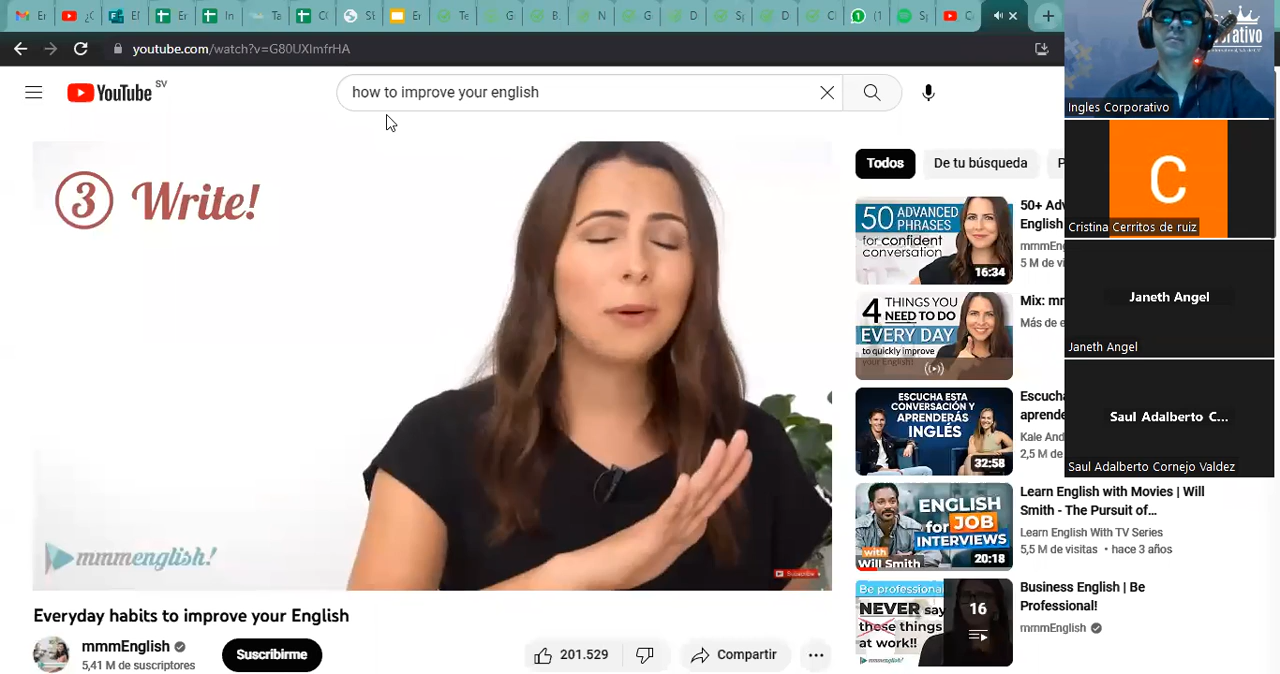 youtube.com/watch?v=G80UXImfrHA
YouTube SV
how to improve your english
3 Write!
mmmenglish!
Subscribe
Everyday habits to improve your English
mmmEnglish
5,41 M de suscriptores
Suscribirme
201.529
Compartir
Todos
De tu búsqueda
50 ADVANCED
PHRASES
for confident
conversation
16:34
50+ Adv
English
mmmEng
5 M de vi
4 THINGS YOU
NEED TO DO
EVERY DAY
to quickly improve
your English!
Mix: mm
Más de e
ESCUCHA ESTA
CONVERSACIÓN Y
APRENDERÁS
INGLÉS
32:58
Escucha
aprende
Kale And
2,5 M de
ENGLISH
for JOB
INTERVIEWS
with
Will Smith
20:18
Learn English with Movies | Will
Smith - The Pursuit of...
Learn English With TV Series
5,5 M de visitas • hace 3 años
Be professional!
NEVER say
these things
at work!!
mmmenglish!
16
Business English | Be
Professional!
mmmEnglish
orativo
Ingles Corporativo
C
Cristina Cerritos de ruiz
Janeth Angel
Janeth Angel
Saul Adalberto C...
Saul Adalberto Cornejo Valdez